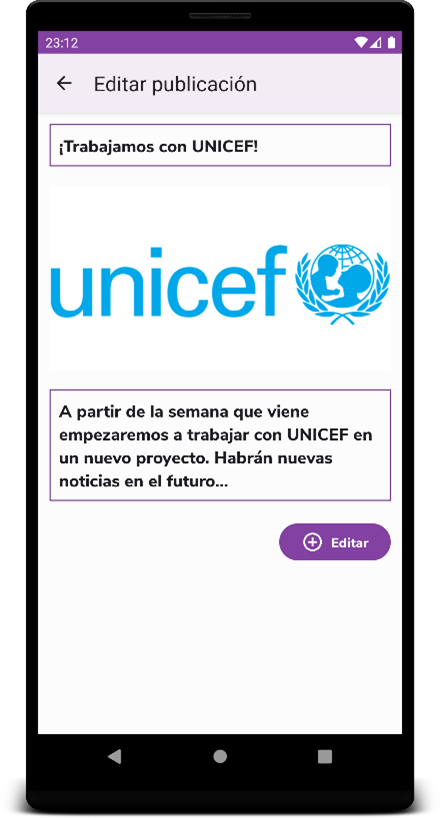 23:12
Editar publicación
¡Trabajamos con UNICEF!
unicef
A partir de la semana que viene
empezaremos a trabajar con UNICEF en
un nuevo proyecto. Habrán nuevas
noticias en el futuro...
Editar